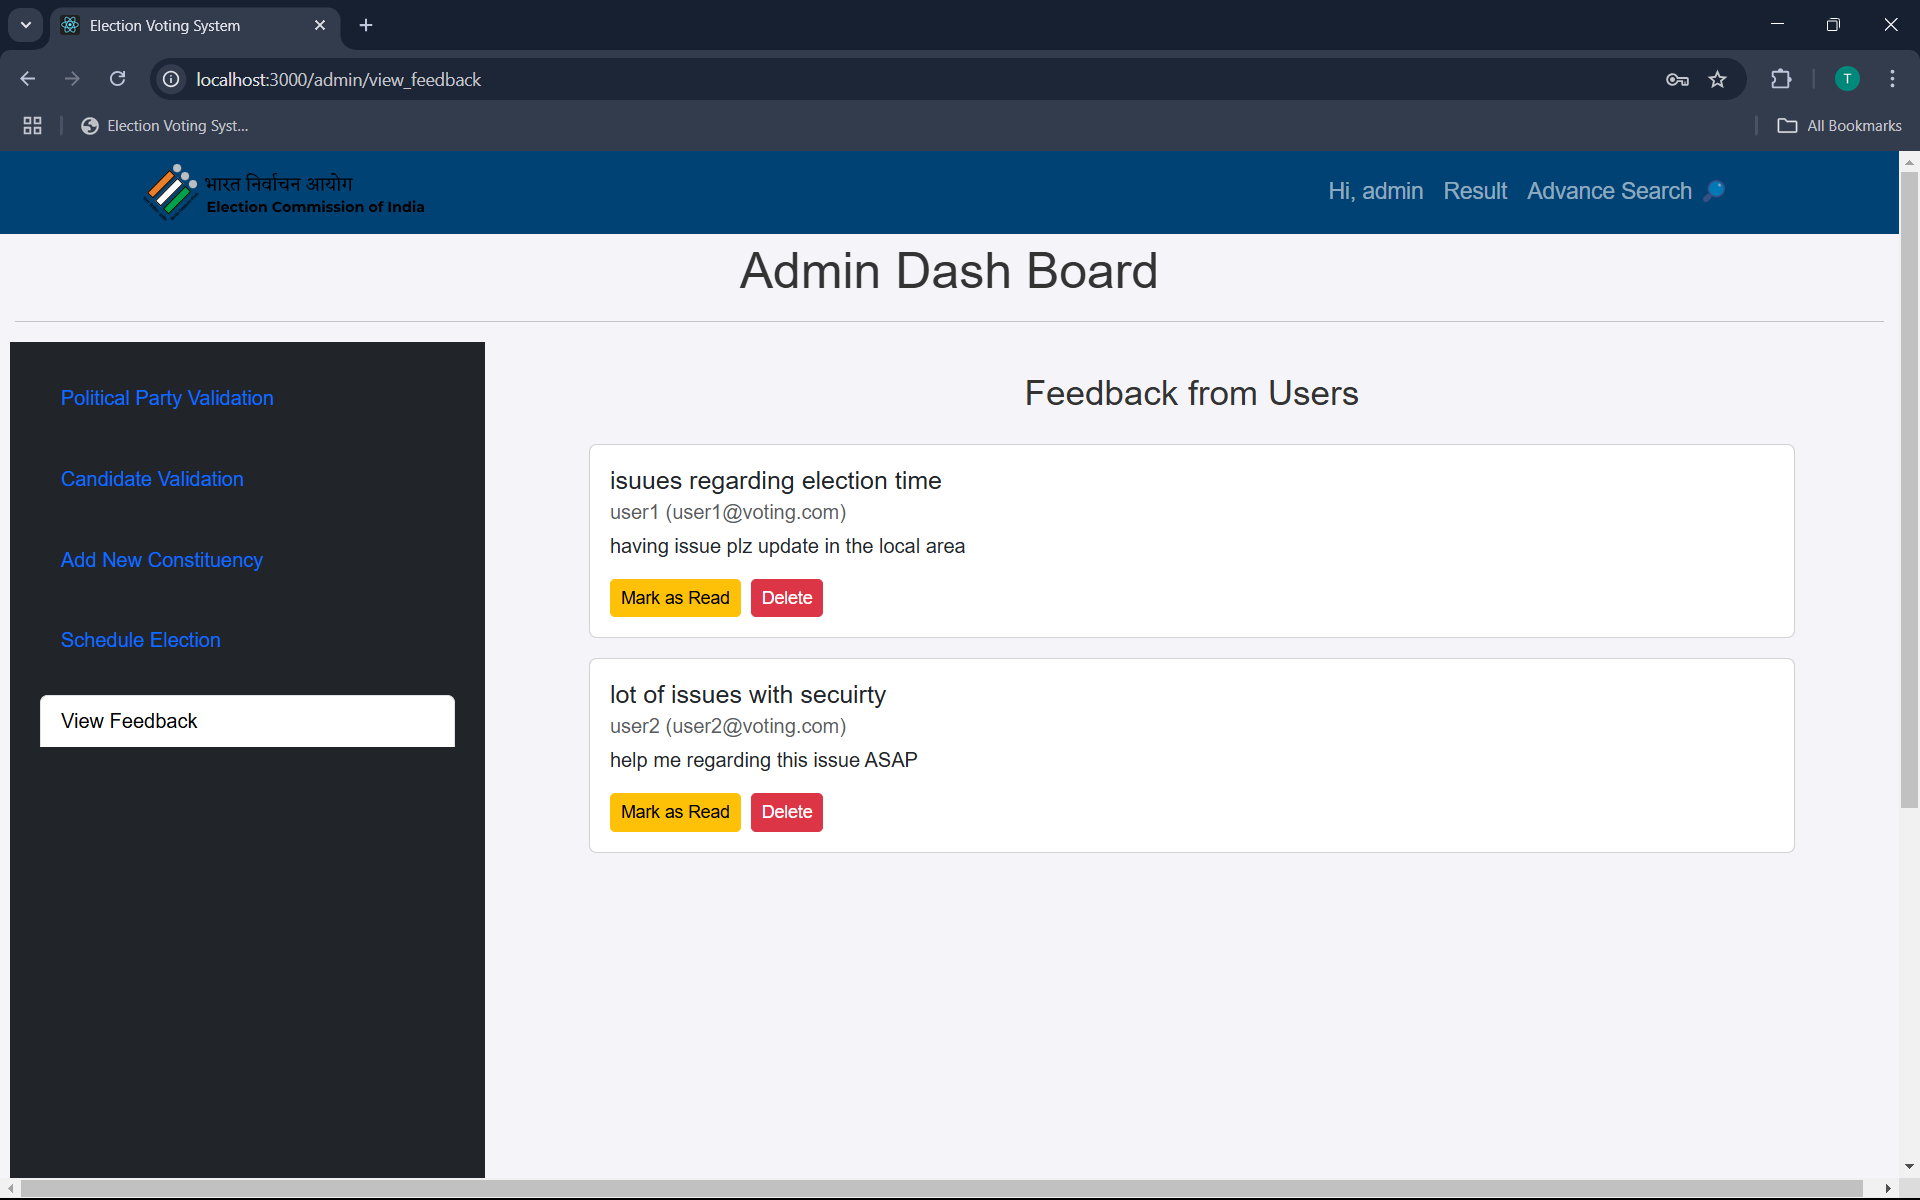 Election Voting System
localhost:3000/admin/view_feedback
T
Election Voting Syst...
All Bookmarks
भारत निर्वाचन आयोग
Election Commission of India
Hi, admin Result Advance Search
Admin Dash Board
Political Party Validation
Candidate Validation
Add New Constituency
Schedule Election
View Feedback
Feedback from Users
isuues regarding election time
user1 (user1@voting.com)
having issue plz update in the local area
Mark as Read Delete
lot of issues with secuirty
user2 (user2@voting.com)
help me regarding this issue ASAP
Mark as Read Delete